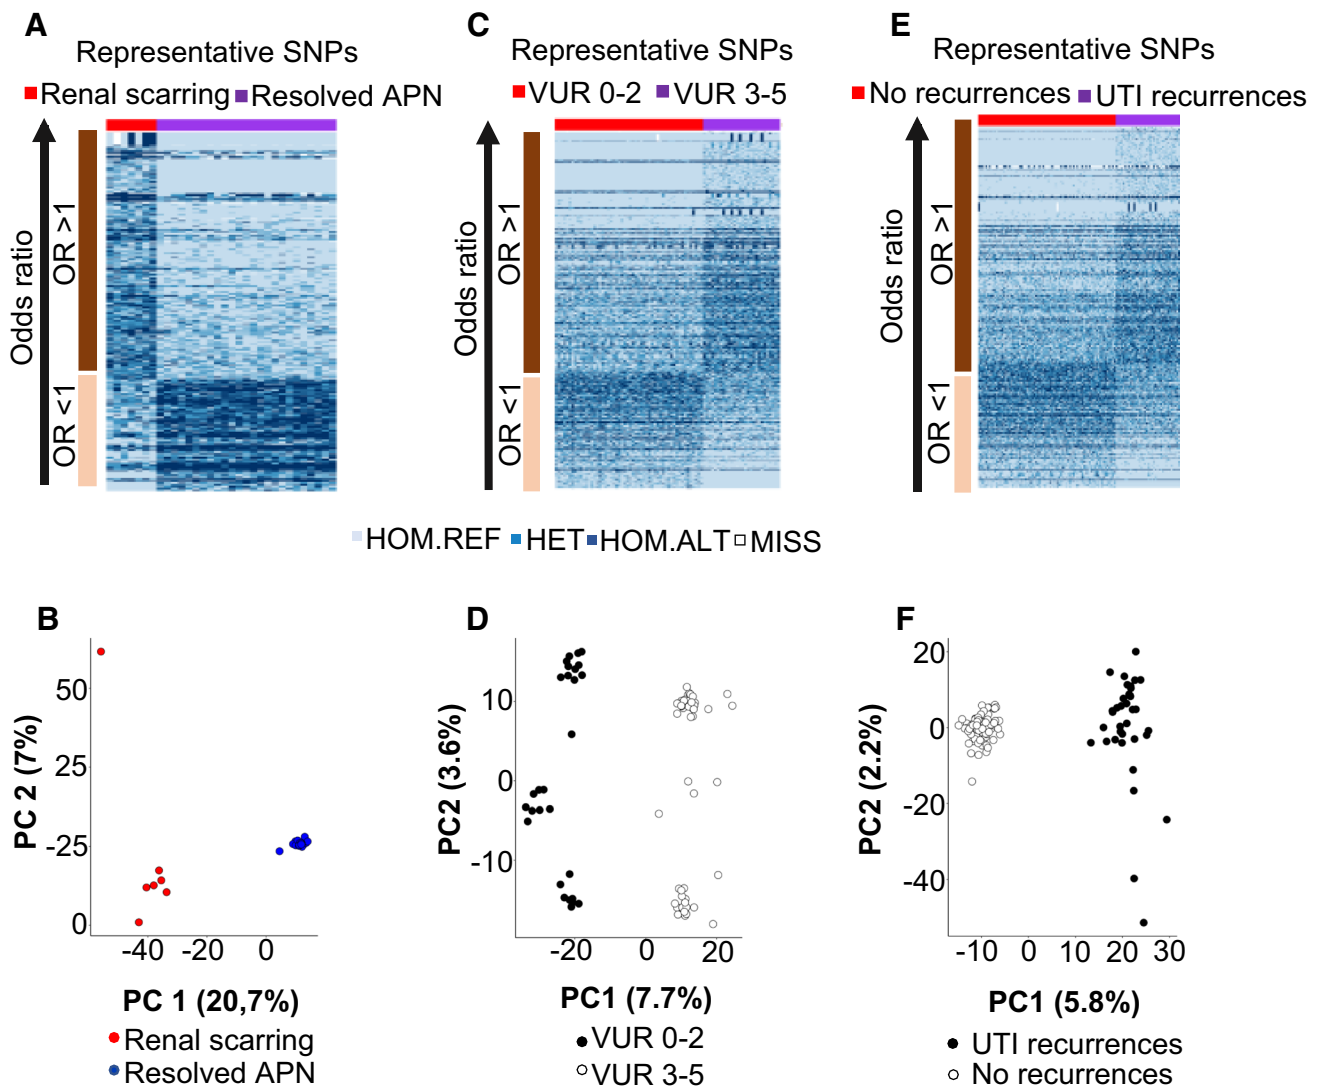 A
Representative SNPs
Renal scarring Resolved APN
Odds ratio
OR >1
OR <1
C
Representative SNPs
VUR 0-2 VUR 3-5
Odds ratio
OR >1
OR <1
E
Representative SNPs
No recurrences UTI recurrences
Odds ratio
OR >1
OR <1
HOM.REF HET HOM.ALT MISS
B
PC 2 (7%)
50
25
-25
0
-40 -20 0
PC 1 (20,7%)
Renal scarring
Resolved APN
D
PC2 (3.6%)
10
0
-10
-20 0 20
PC1 (7.7%)
VUR 0-2
VUR 3-5
F
PC2 (2.2%)
20
0
-20
-40
-10 0 10 20 30
PC1 (5.8%)
UTI recurrences
No recurrences